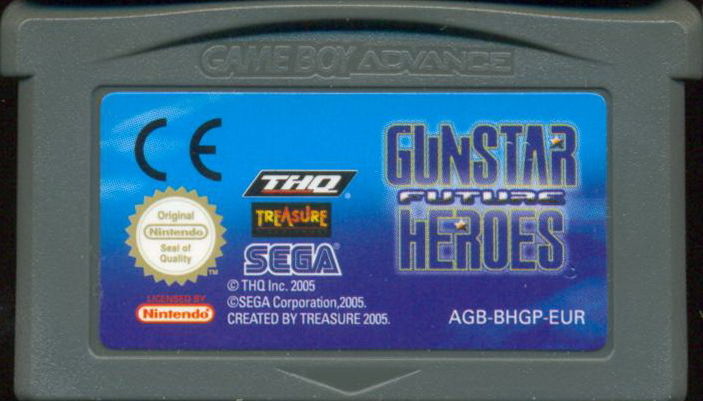 GAME BOY ADVANCE
CE
GUNSTAR
FUTURE
HEROES
THQ®
TREASURE
SEGA®
Original
Nintendo
Seal of
Quality
TM
LICENSED BY
Nintendo
© THQ Inc. 2005
©SEGA Corporation,2005.
CREATED BY TREASURE 2005.
AGB-BHGP-EUR